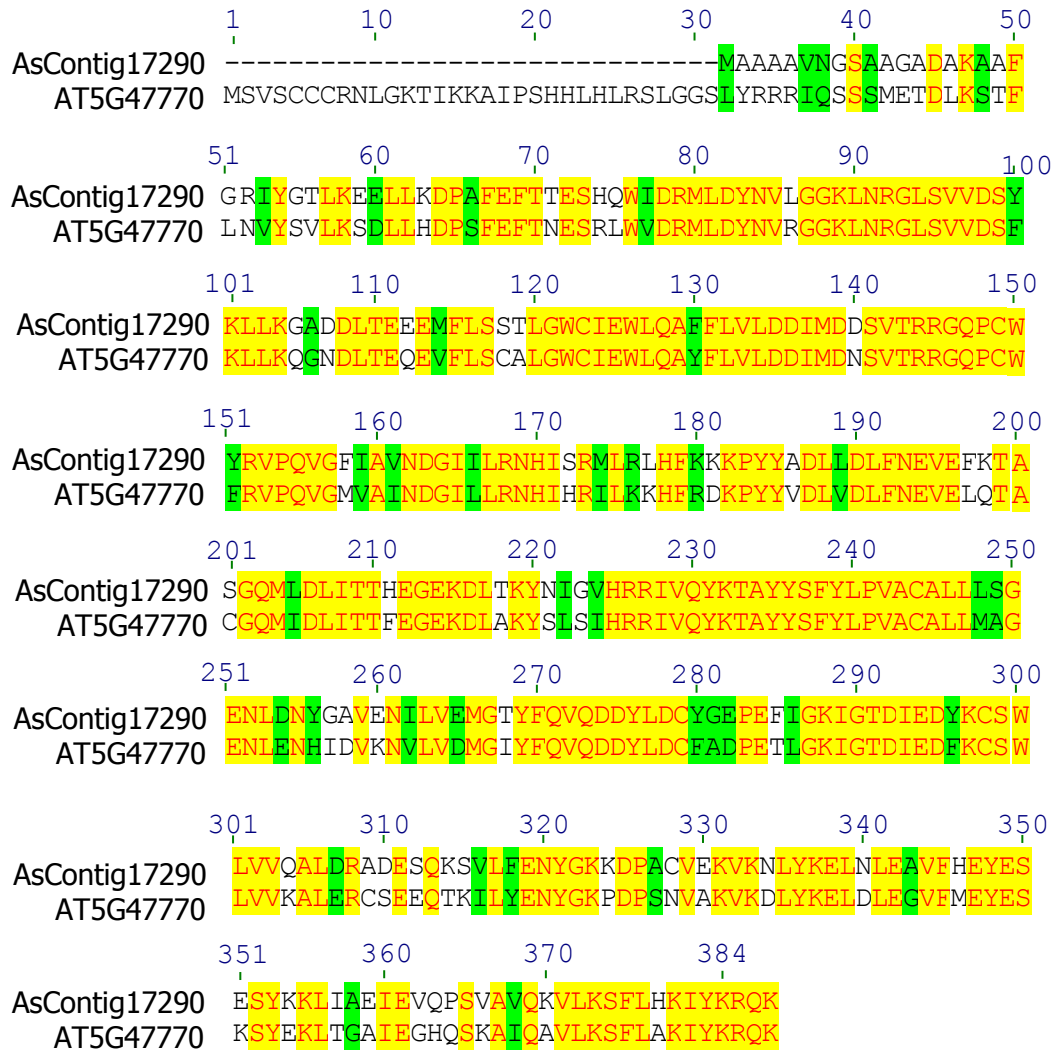 1 10 20 30 40 50
AsContig17290 -------------------------------MAAAAVNGSAAGADAKAAF
AT5G47770 MSVSCCCRNLGKTIKKAIPSHHLHLRSLGGSLYRRRIQSSSMETDLKSTF
51 60 70 80 90 100
AsContig17290 GRIYGTLKEELLKDPAFEFTTESHQWIDRMLDYNVLGGKLNRGLSVVDSY
AT5G47770 LNVYSVLKSDLLHDPSFEFTNESRLWVDRMLDYNVRGGKLNRGLSVVDSF
101 110 120 130 140 150
AsContig17290 KLLKGADDLTEEEMFLSSTLGWCIEWLQAFFLVLDDIMDDSVTRRGQPCW
AT5G47770 KLLKQGNDLTEQEVFLSCALGWCIEWLQAYFLVLDDIMDNSVTRRGQPCW
151 160 170 180 190 200
AsContig17290 YRVPQVGFIAVNDGIILRNHISRMLRLHFKKKPYYADLLDLFNEVEFKTA
AT5G47770 FRVPQVGMVAINDGILLRNHIHRILKKHFRDKPYYVDLVDLFNEVELQTA
201 210 220 230 240 250
AsContig17290 SGQMLDLITTHEGEKDLTKYNIGVHRRIVQYKTAYYSFYLPVACALLLSG
AT5G47770 CGQMIDLITTFEGEKDLAKYSLSIHRRIVQYKTAYYSFYLPVACALLMAG
251 260 270 280 290 300
AsContig17290 ENLDNYGAVENILVEMGTYFQVQDDYLDCYGEPEFIGKIGTDIEDYKCSW
AT5G47770 ENLENHIDVKNVLVDMGIYFQVQDDYLDCFADPETLGKIGTDIEDFKCSW
301 310 320 330 340 350
AsContig17290 LVVQALDRADESQKSVLFENYGKKDPACVEKVKNLYKELNLEAVFHEYES
AT5G47770 LVVKALERCSEEQTKILYENYGKPDPSNVAKVKDLYKELDLEGVFMEYES
351 360 370 384
AsContig17290 ESYKKLIAEIEVQPSVAVQKVLKSFLHKIYKRQK
AT5G47770 KSYEKLTGAIEGHQSKAIQAVLKSFLAKIYKRQK